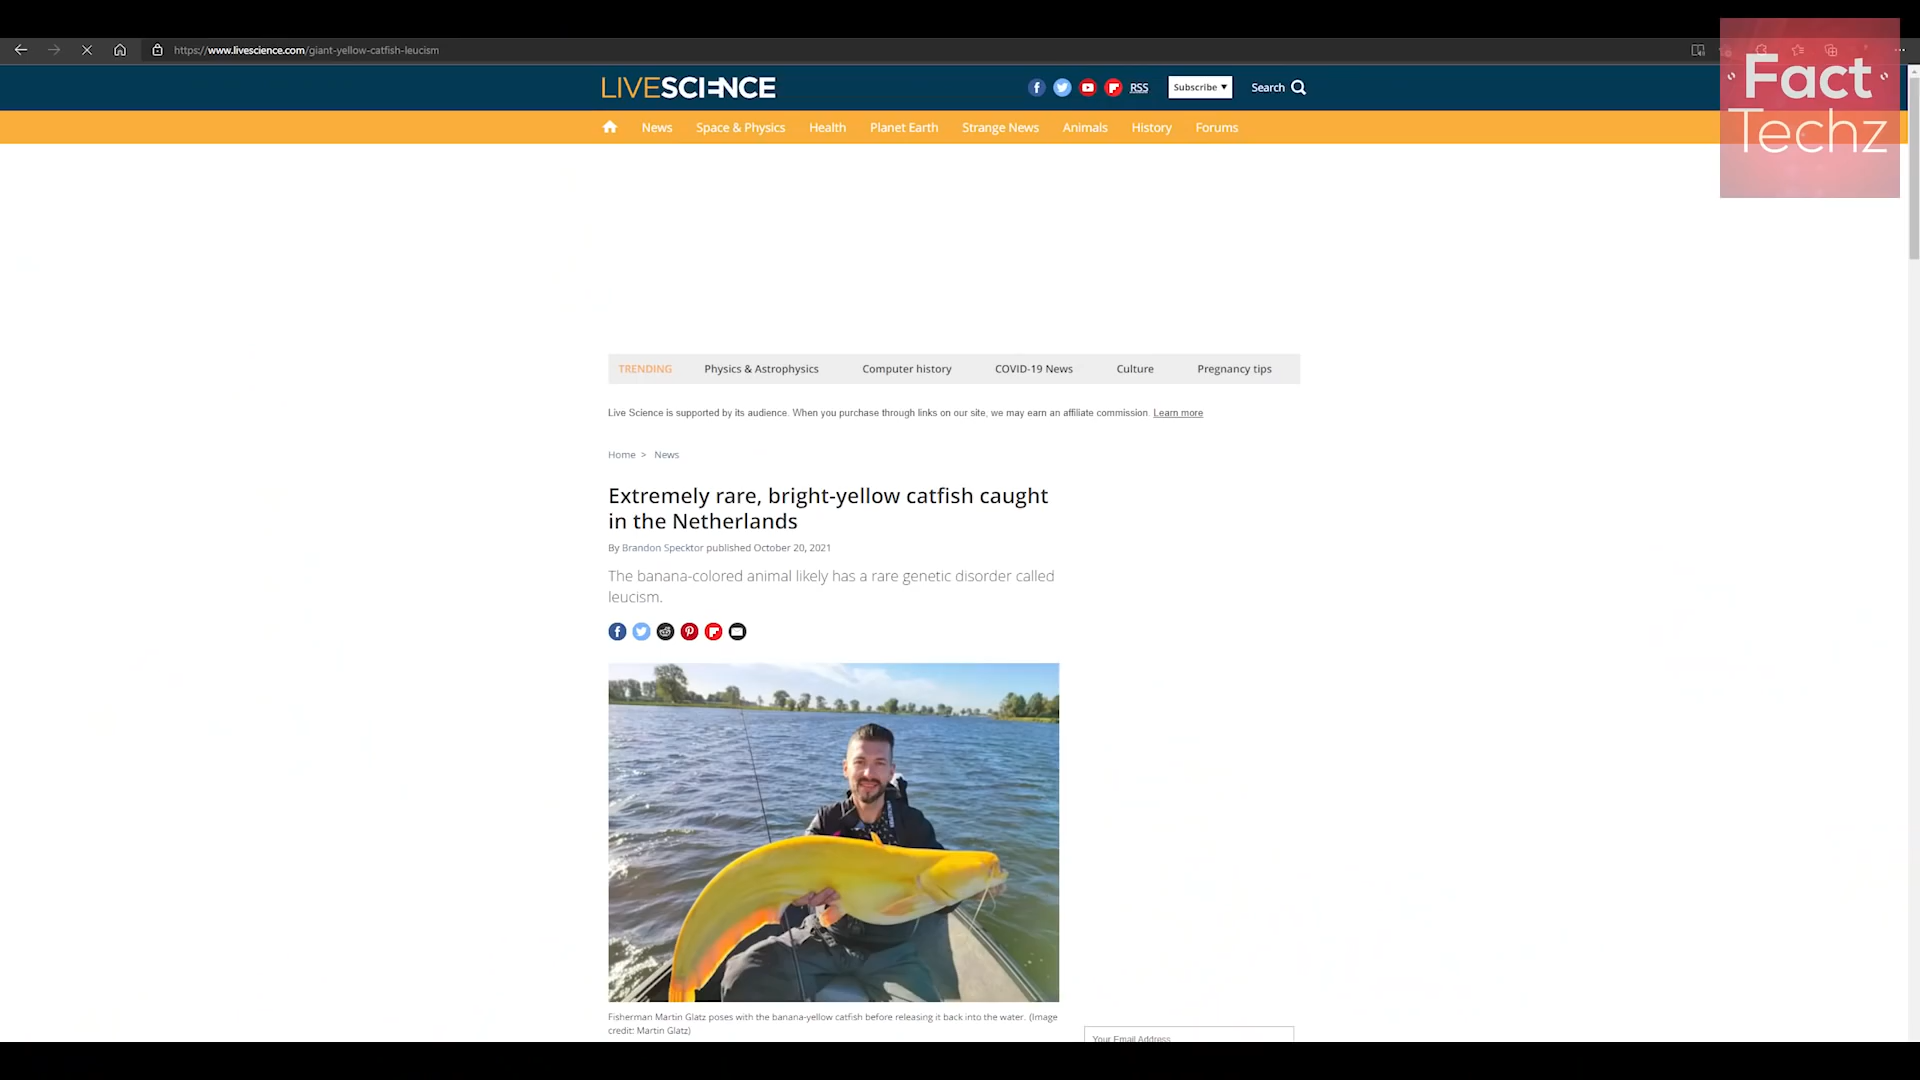 https://www.livescience.com/giant-yellow-catfish-leucism
Fact
Techz
LIVESCIENCE
RSS
Subscribe ▼
Search
News
Space & Physics
Health
Planet Earth
Strange News
Animals
History
Forums
TRENDING
Physics & Astrophysics
Computer history
COVID-19 News
Culture
Pregnancy tips
Live Science is supported by its audience. When you purchase through links on our site, we may earn an affiliate commission. Learn more
Home > News
Extremely rare, bright-yellow catfish caught
in the Netherlands
By Brandon Specktor published October 20, 2021
The banana-colored animal likely has a rare genetic disorder called
leucism.
Fisherman Martin Glatz poses with the banana-yellow catfish before releasing it back into the water. (Image
credit: Martin Glatz)
Your Email Address